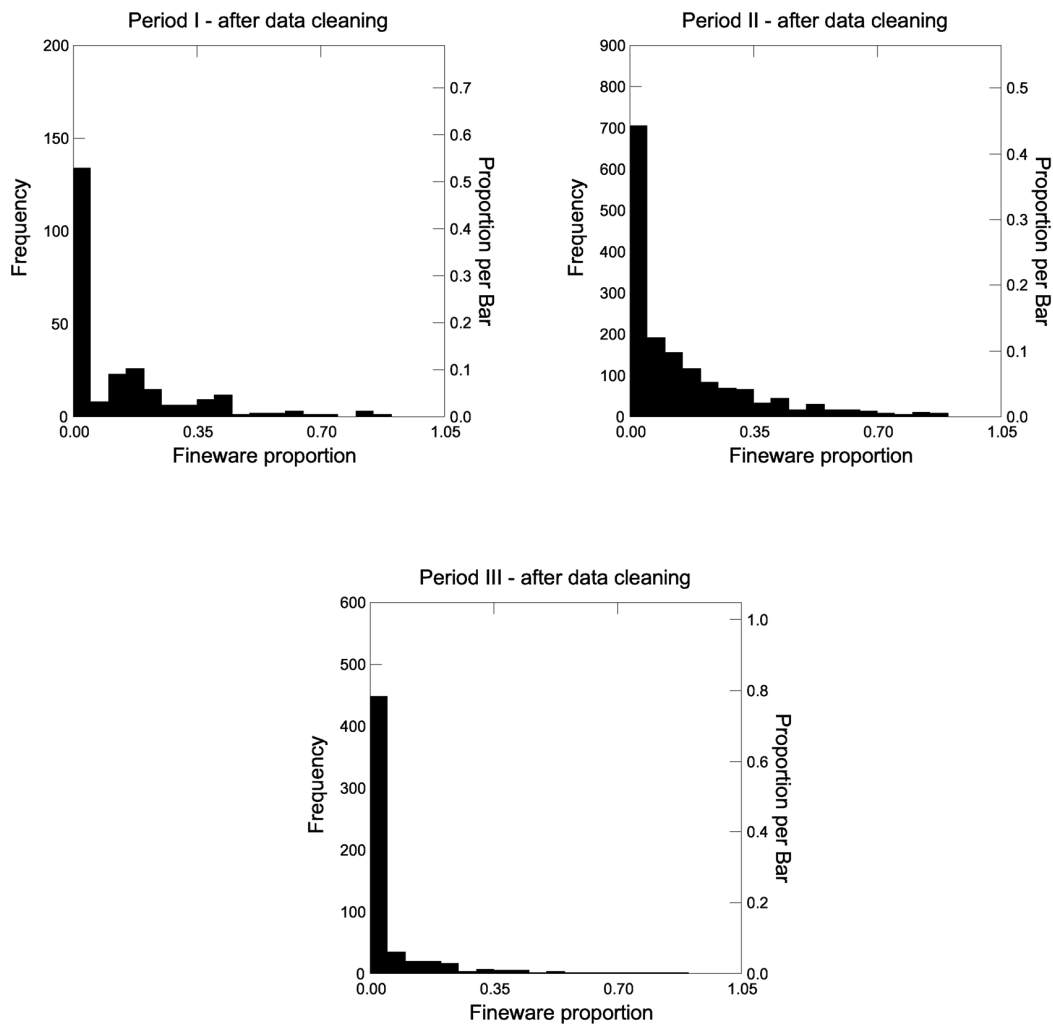 Period I - after data cleaning
200
150
100
50
0
Frequency
0.7
0.6
0.5
0.4
0.3
0.2
0.1
0.0
Proportion per Bar
0.00 0.35 0.70 1.05
Fineware proportion
Period II - after data cleaning
900
800
700
600
500
400
300
200
100
0
Frequency
0.5
0.4
0.3
0.2
0.1
0.0
Proportion per Bar
0.00 0.35 0.70 1.05
Fineware proportion
Period III - after data cleaning
600
500
400
300
200
100
0
Frequency
1.0
0.8
0.6
0.4
0.2
0.0
Proportion per Bar
0.00 0.35 0.70 1.05
Fineware proportion